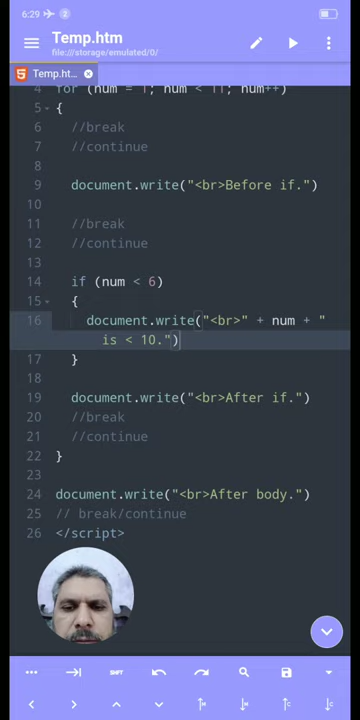 6:29 2
Temp.htm
file:///storage/emulated/0/
Temp.ht...
4 for (num = 1; num < 11; num++)
5 {
6 //break
7 //continue
8
9 document.write("<br>Before if.")
10
11 //break
12 //continue
13
14 if (num < 6)
15 {
16 document.write("<br>" + num + "
is < 10.")
17 }
18
19 document.write("<br>After if.")
20 //break
21 //continue
22 }
23
24 document.write("<br>After body.")
25 // break/continue
26 </script>
SHIFT